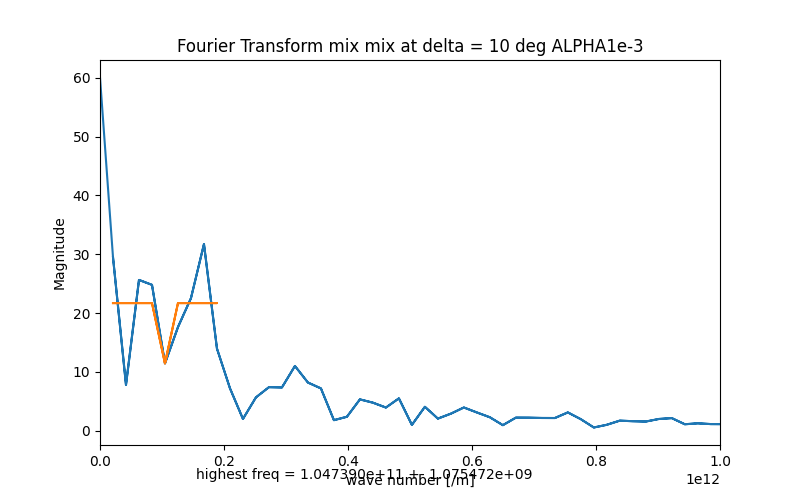 Fourier Transform mix mix at delta = 10 deg ALPHA1e-3
Magnitude
60
50
40
30
20
10
0
0.0 0.2 0.4 0.6 0.8 1.0
1e12
highest freq = 1.047390e+11 +- 1.075472e+09
wave number [/m]